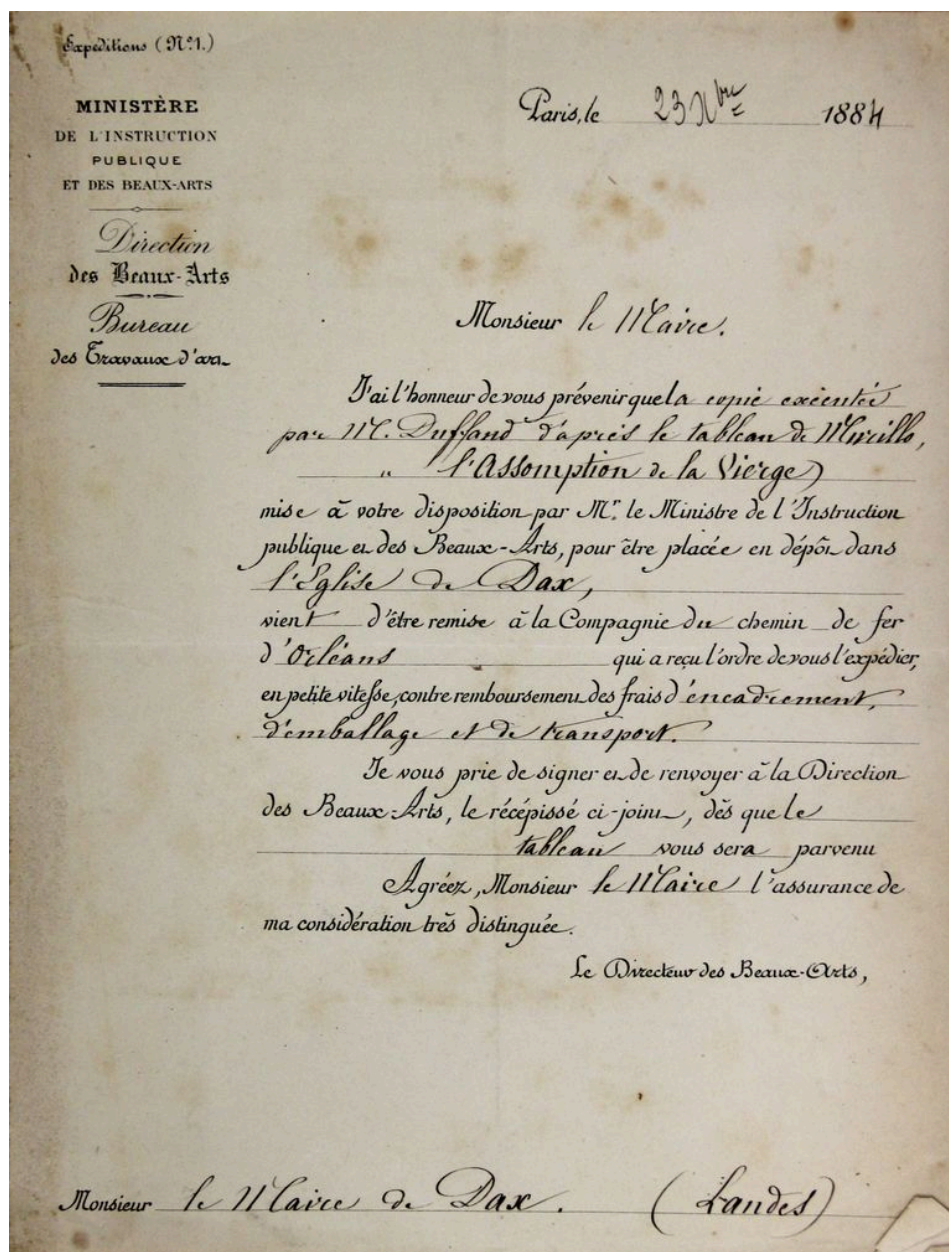 Expéditions (N°1.)
MINISTÈRE
DE L'INSTRUCTION
PUBLIQUE
ET DES BEAUX-ARTS
Direction
des Beaux-Arts
Bureau
des Travaux d'art
Paris, le 23 Xbre 1884
Monsieur le Maire.
J'ai l'honneur de vous prévenir que la copie exécutée
par M. Duffaud d'après le tableau de Murillo,
" l'Assomption de la Vierge)
mise à votre disposition par Mr. le Ministre de l'Instruction
publique et des Beaux-Arts, pour être placée en dépôt dans
l'Eglise de Dax,
vient d'être remise à la Compagnie du chemin de fer
d'Orléans qui a reçu l'ordre de vous l'expédier,
en petite vitesse, contre remboursement des frais d'encadrement,
d'emballage et de transport.
Je vous prie de signer et de renvoyer à la Direction
des Beaux-Arts, le récépissé ci-joint, dès que le
tableau vous sera parvenu
Agréez, Monsieur le Maire l'assurance de
ma considération très distinguée.
Le Directeur des Beaux-Arts,
Monsieur le Maire de Dax. (Landes)